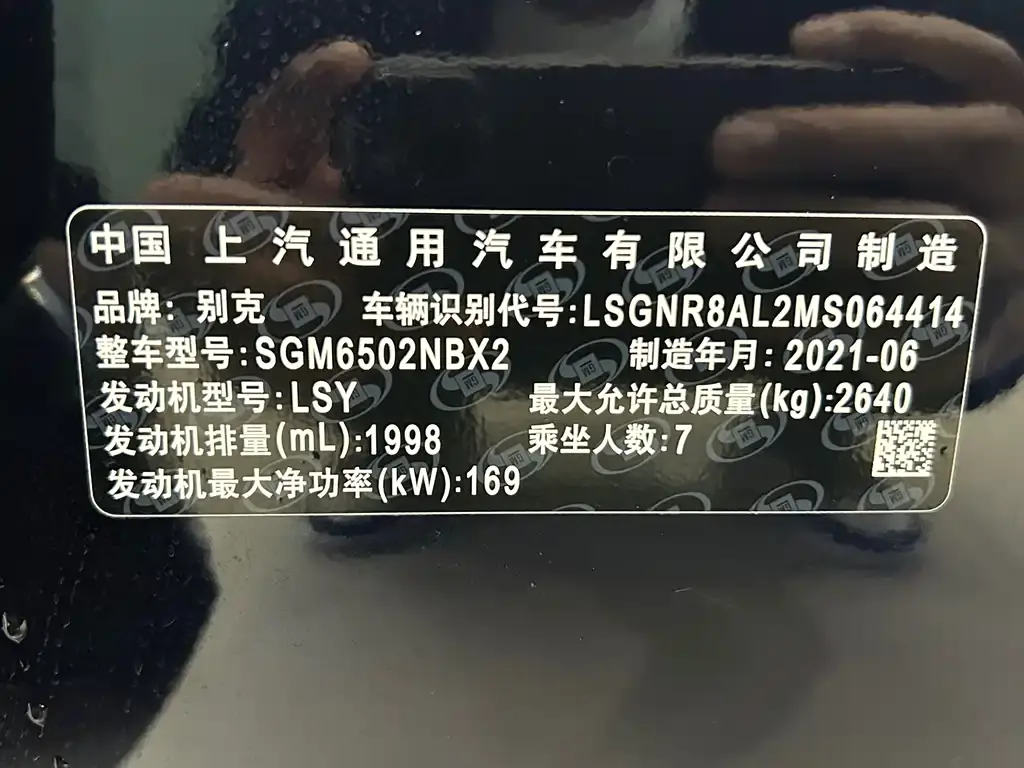 中国 上汽通用汽车有限公司制造
品牌: 别克 车辆识别代号:LSGNR8AL2MS064414
整车型号:SGM6502NBX2 制造年月: 2021-06
发动机型号:LSY 最大允许总质量(kg):2640
发动机排量(mL):1998 乘坐人数:7
发动机最大净功率(kW):169